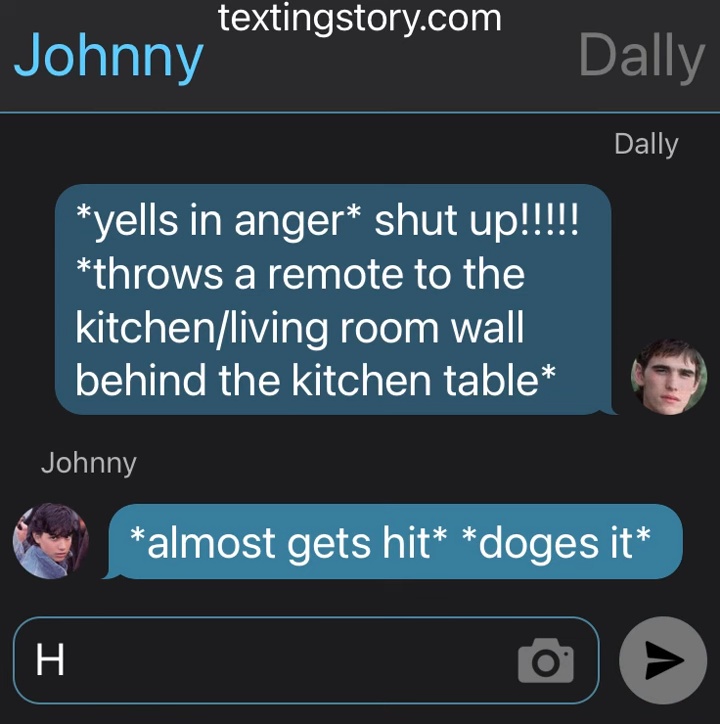 textingstory.com
Johnny
Dally
Dally
*yells in anger* shut up!!!!!
*throws a remote to the
kitchen/living room wall
behind the kitchen table*
Johnny
*almost gets hit* *doges it*
H